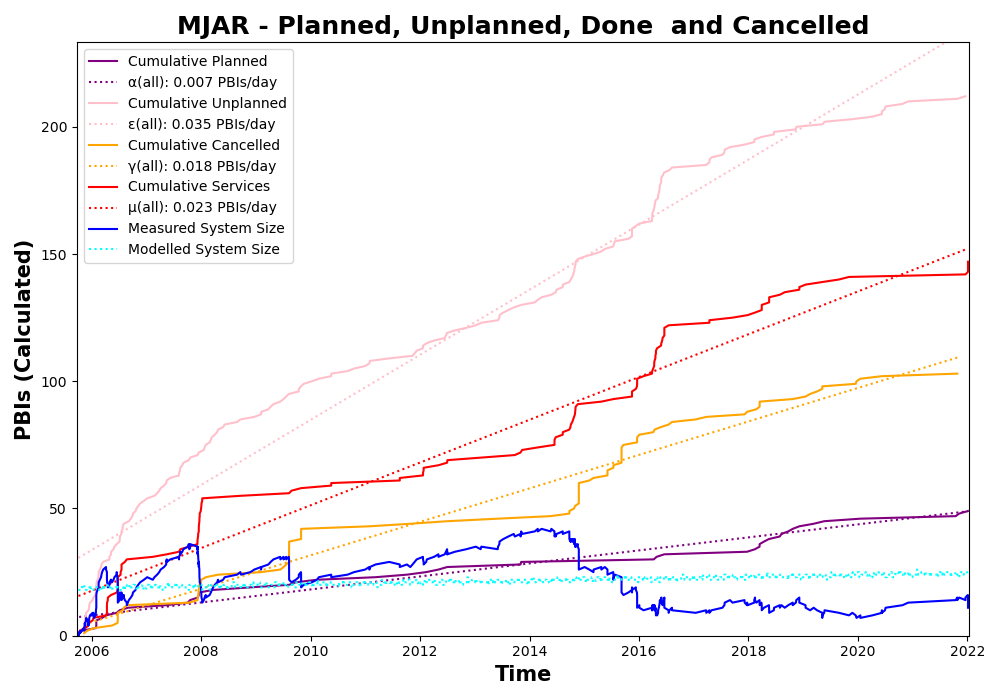 MJAR - Planned, Unplanned, Done  and Cancelled
Cumulative Planned
α(all): 0.007 PBIs/day
Cumulative Unplanned
ε(all): 0.035 PBIs/day
Cumulative Cancelled
γ(all): 0.018 PBIs/day
Cumulative Services
μ(all): 0.023 PBIs/day
Measured System Size
Modelled System Size
PBIs (Calculated)
200
150
100
50
0
2006 2008 2010 2012 2014 2016 2018 2020 2022
Time